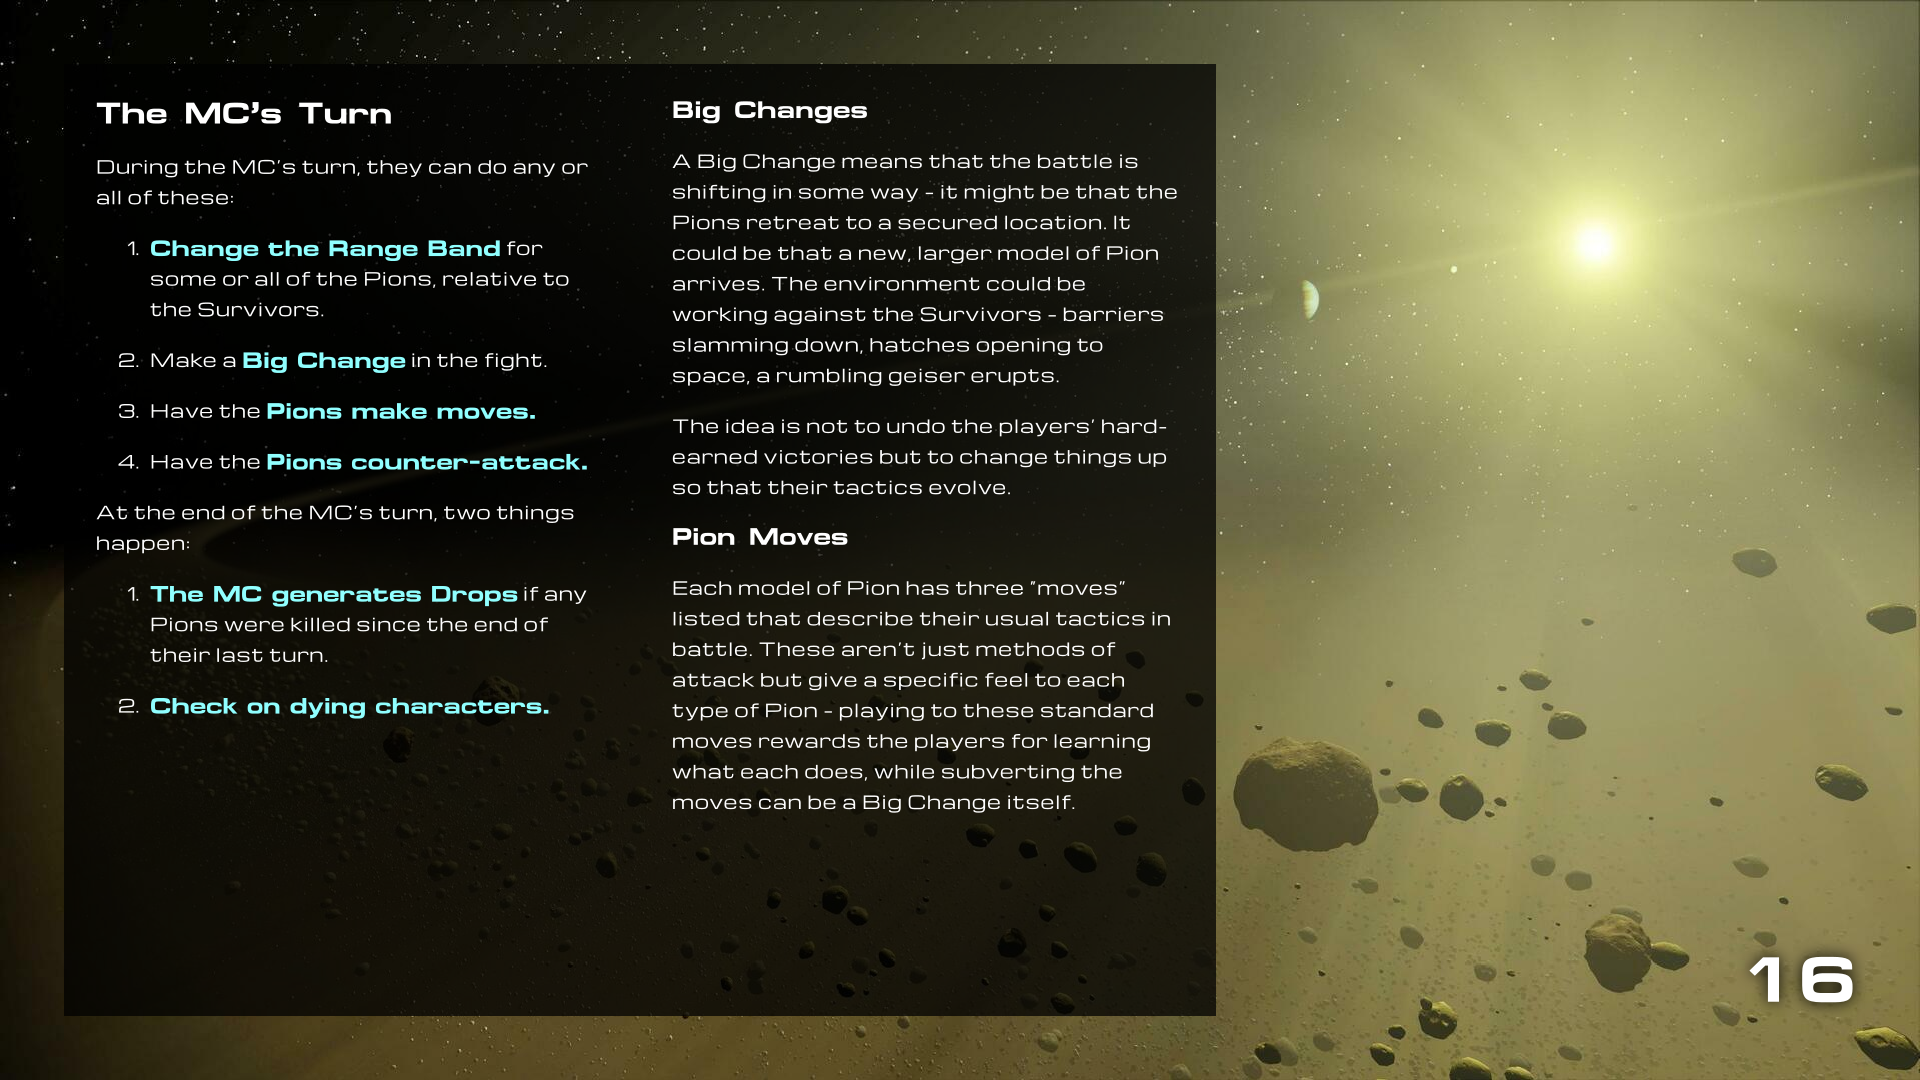 The MC's Turn
During the MC's turn, they can do any or
all of these:
1. Change the Range Band for
some or all of the Pions, relative to
the Survivors.
2. Make a Big Change in the fight.
3. Have the Pions make moves.
4. Have the Pions counter-attack.
At the end of the MC's turn, two things
happen:
1. The MC generates Drops if any
Pions were killed since the end of
their last turn.
2. Check on dying characters.
Big Changes
A Big Change means that the battle is
shifting in some way - it might be that the
Pions retreat to a secured location. It
could be that a new, larger model of Pion
arrives. The environment could be
working against the Survivors - barriers
slamming down, hatches opening to
space, a rumbling geiser erupts.
The idea is not to undo the players' hard-
earned victories but to change things up
so that their tactics evolve.
Pion Moves
Each model of Pion has three "moves"
listed that describe their usual tactics in
battle. These aren't just methods of
attack but give a specific feel to each
type of Pion - playing to these standard
moves rewards the players for learning
what each does, while subverting the
moves can be a Big Change itself.
16